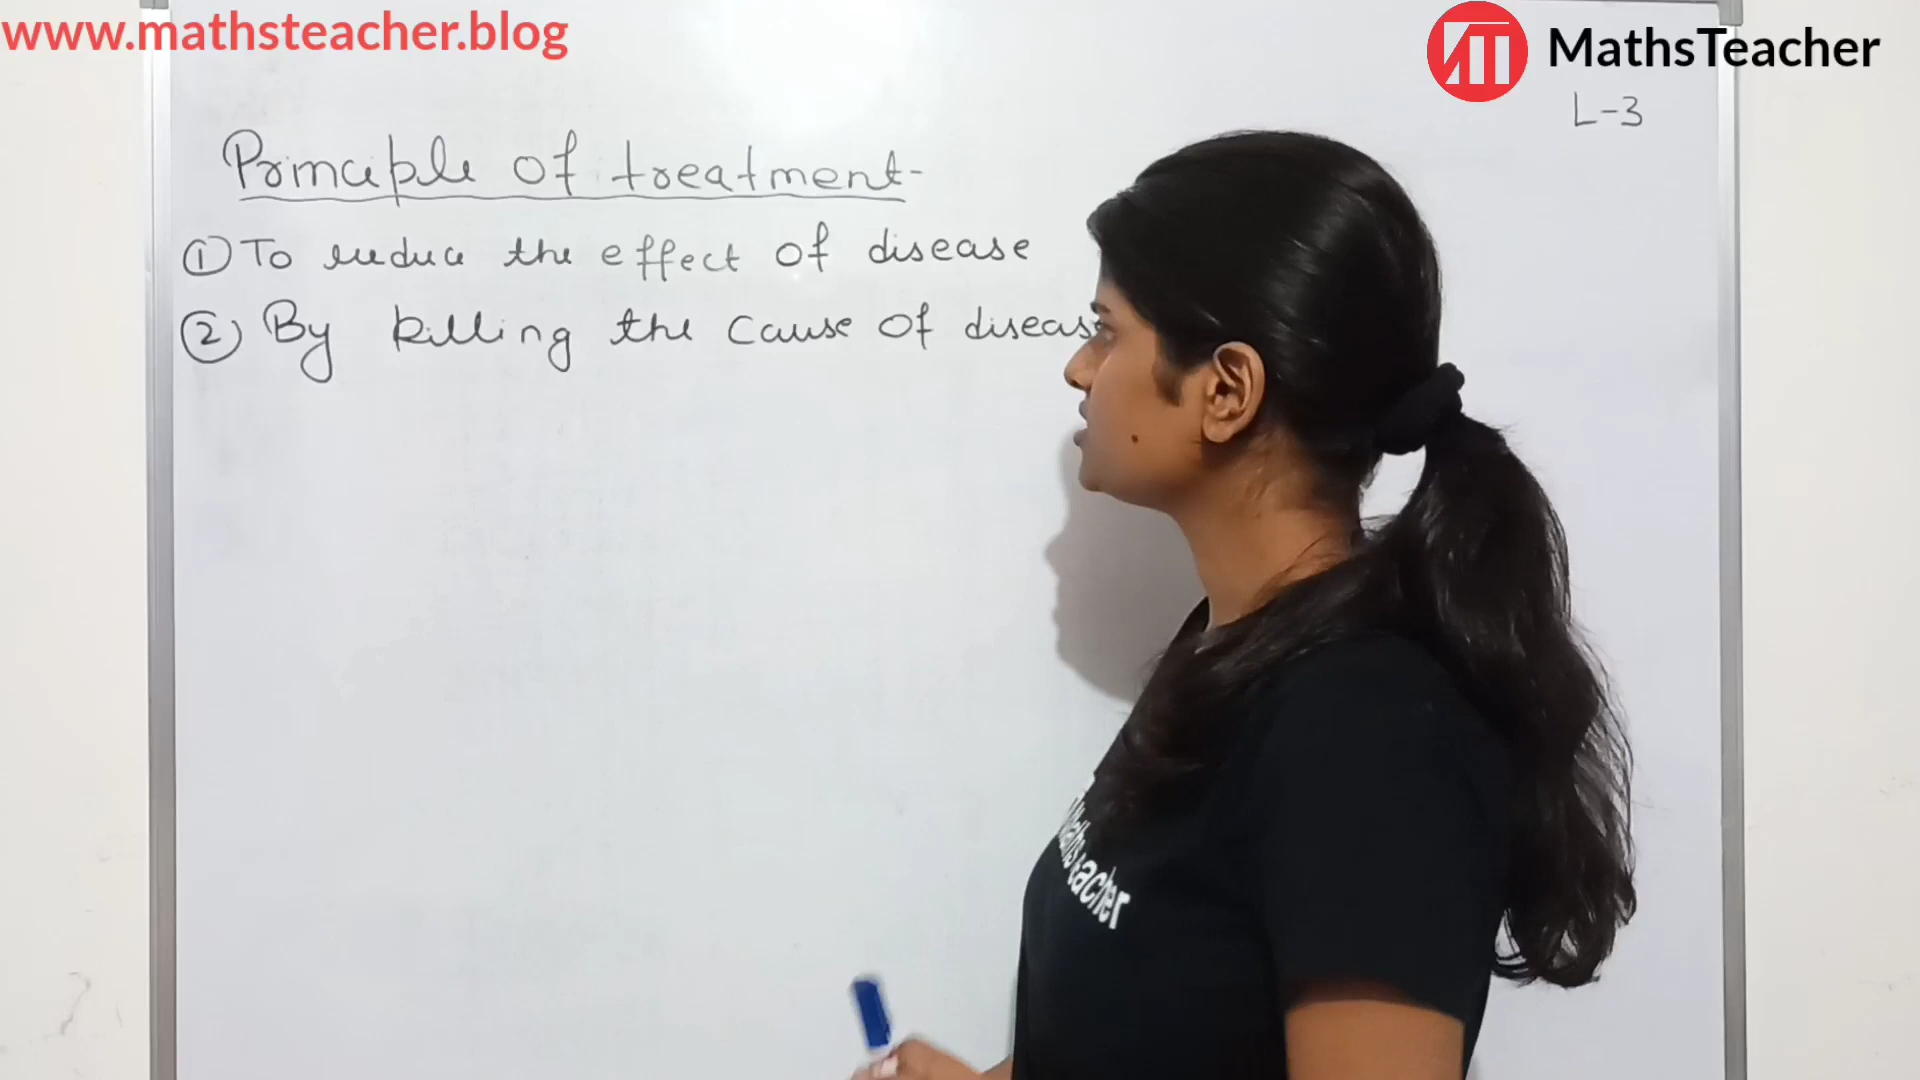 www.mathsteacher.blog
MathsTeacher
L-3
Principle of treatment-
① To reduce the effect of disease
② By killing the cause of diseas
Mathsteacher